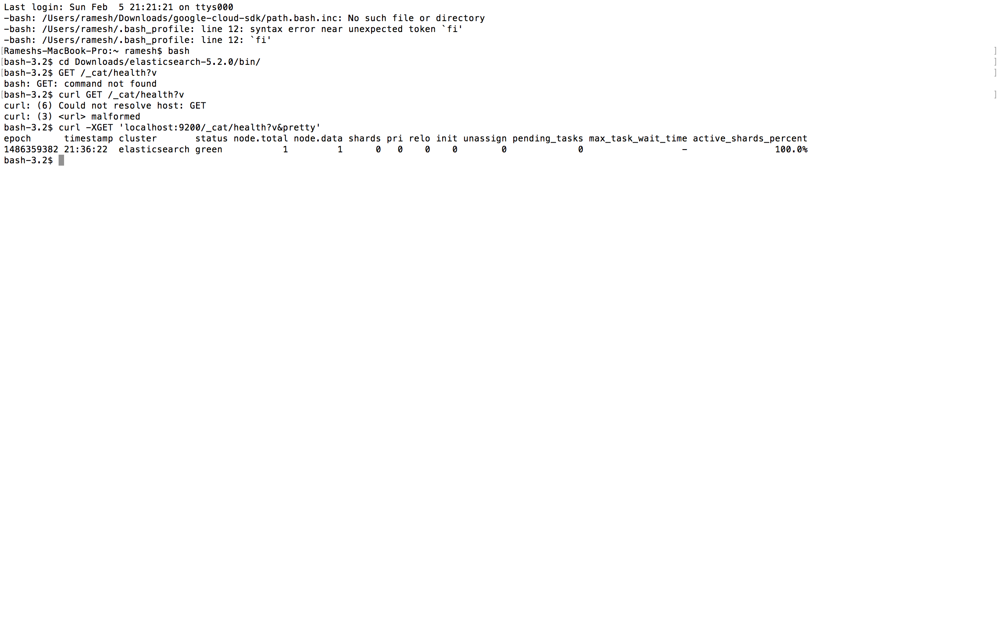 Last login: Sun Feb  5 21:21:21 on ttys000
-bash: /Users/ramesh/Downloads/google-cloud-sdk/path.bash.inc: No such file or directory
-bash: /Users/ramesh/.bash_profile: line 12: syntax error near unexpected token `fi'
-bash: /Users/ramesh/.bash_profile: line 12: `fi'
[Rameshs-MacBook-Pro:~ ramesh$ bash ]
[bash-3.2$ cd Downloads/elasticsearch-5.2.0/bin/ ]
[bash-3.2$ GET /_cat/health?v ]
bash: GET: command not found
[bash-3.2$ curl GET /_cat/health?v ]
curl: (6) Could not resolve host: GET
curl: (3) <url> malformed
bash-3.2$ curl -XGET 'localhost:9200/_cat/health?v&pretty'
epoch      timestamp cluster       status node.total node.data shards pri relo init unassign pending_tasks max_task_wait_time active_shards_percent
1486359382 21:36:22  elasticsearch green           1         1      0   0    0    0        0             0                  -                100.0%
bash-3.2$